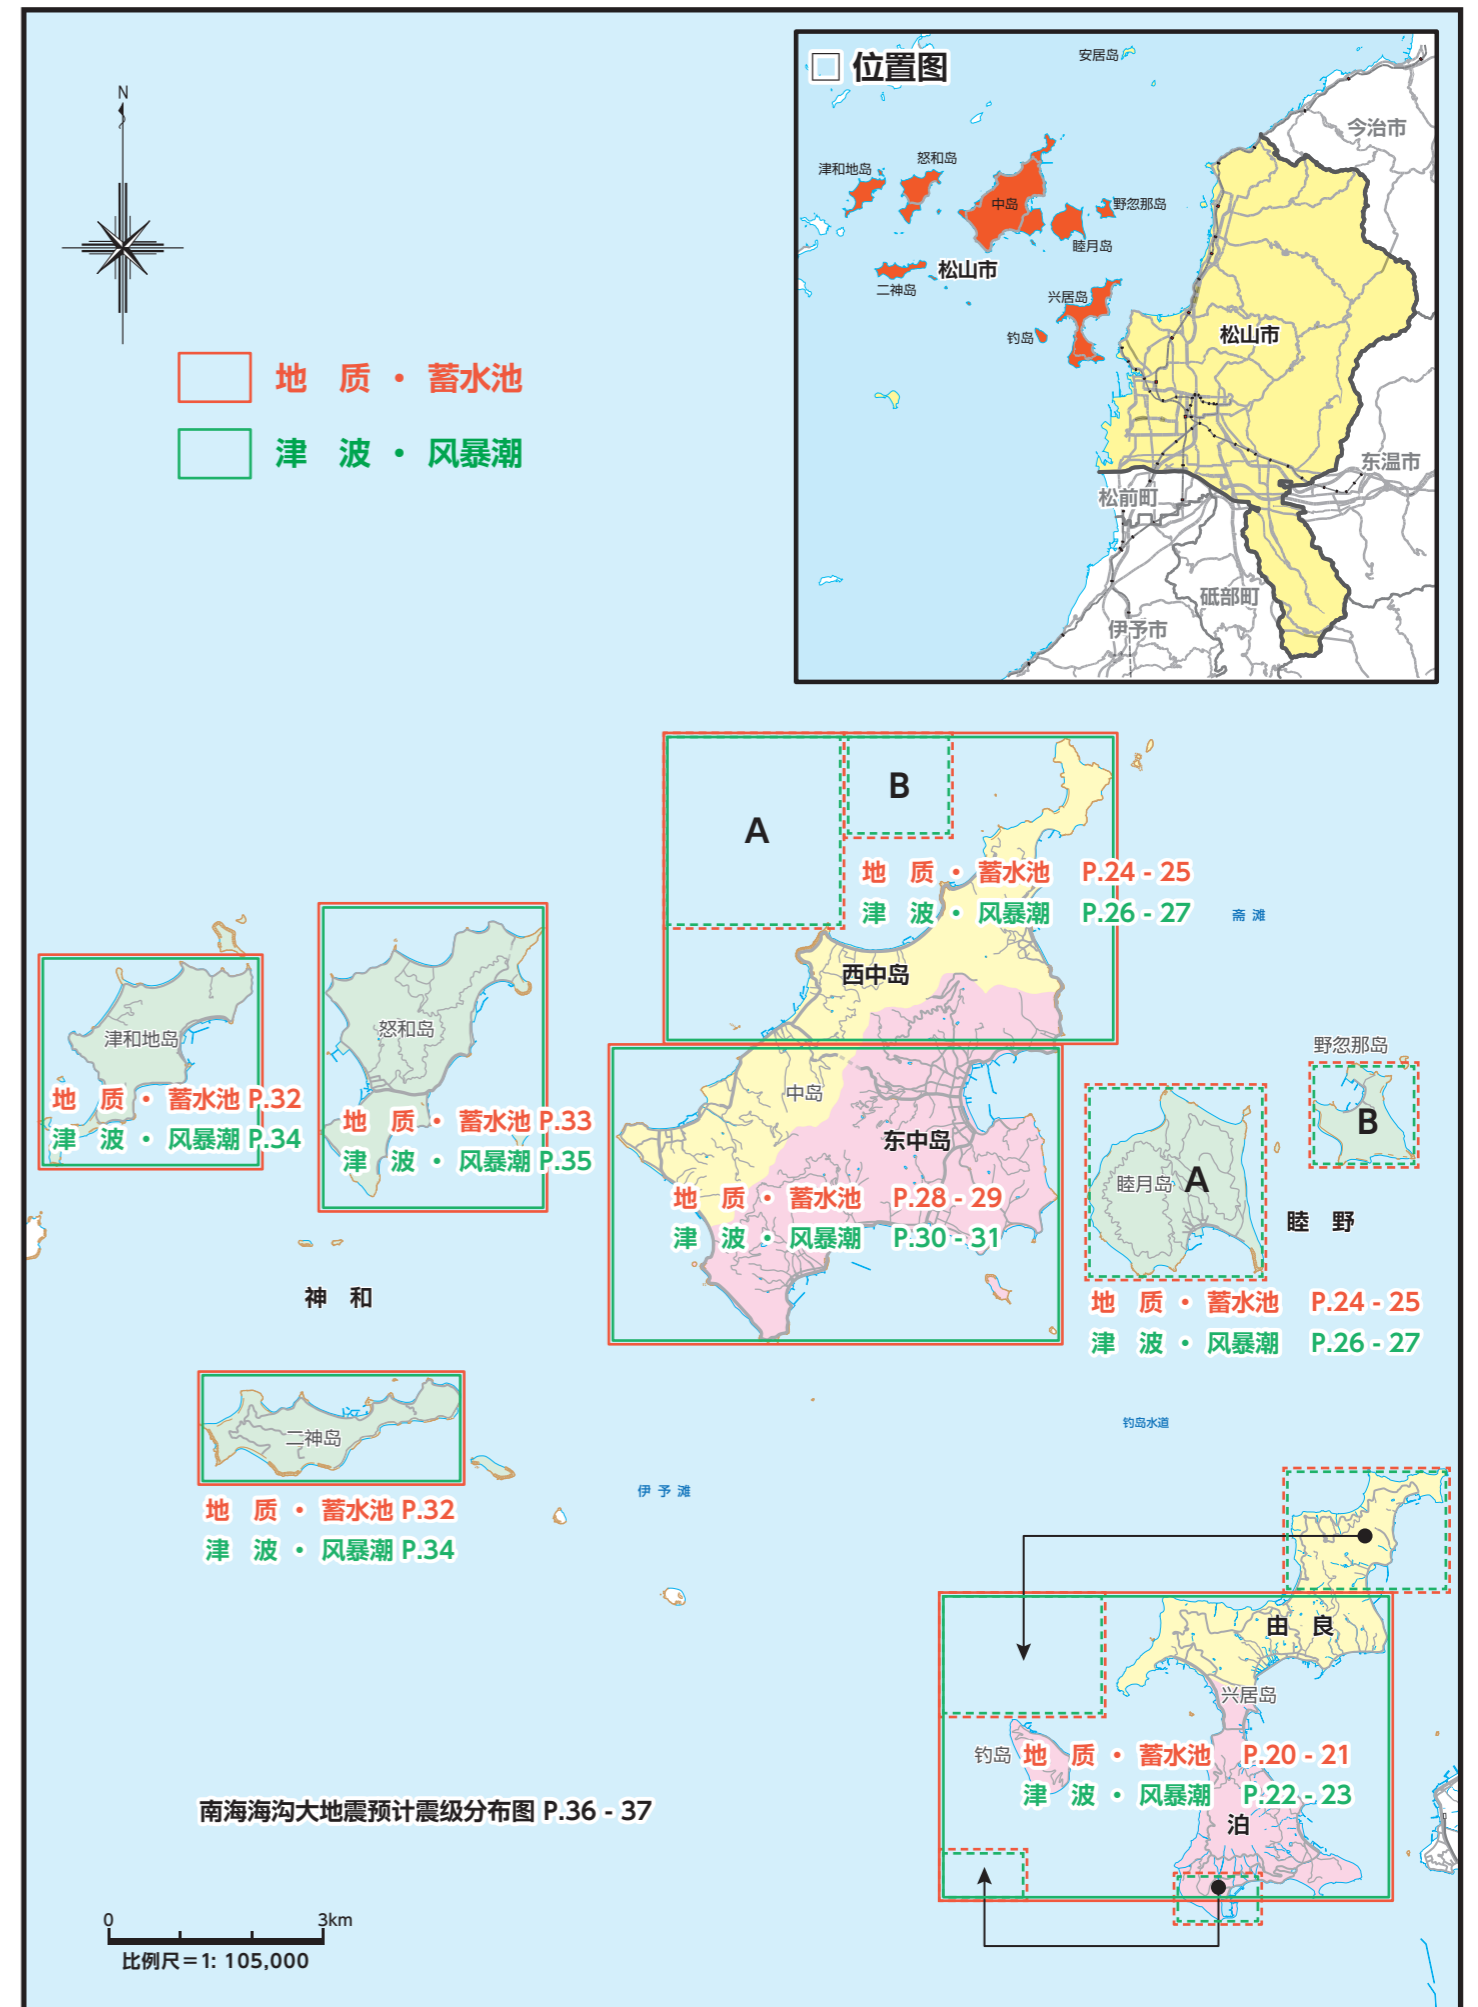 N
地 质 ・ 蓄水池
津 波 ・ 风暴潮
□ 位置图
安居岛
今治市
津和地岛
怒和岛
中岛
野忽那岛
睦月岛
二神岛
松山市
兴居岛
钓岛
松山市
东温市
松前町
砥部町
伊予市
A
B
地 质 ・ 蓄水池 P.24 - 25
津 波 ・ 风暴潮 P.26 - 27
斋 滩
西中岛
津和地岛
地 质 ・ 蓄水池 P.32
津 波 ・ 风暴潮 P.34
怒和岛
地 质 ・ 蓄水池 P.33
津 波 ・ 风暴潮 P.35
中岛
东中岛
地 质 ・ 蓄水池 P.28 - 29
津 波 ・ 风暴潮 P.30 - 31
野忽那岛
B
睦月岛 A
睦 野
地 质 ・ 蓄水池 P.24 - 25
津 波 ・ 风暴潮 P.26 - 27
神 和
二神岛
地 质 ・ 蓄水池 P.32
津 波 ・ 风暴潮 P.34
钓岛水道
伊 予 滩
由 良
兴居岛
钓岛
地 质 ・ 蓄水池 P.20 - 21
津 波 ・ 风暴潮 P.22 - 23
泊
南海海沟大地震预计震级分布图 P.36 - 37
0 3km
比例尺＝1: 105,000